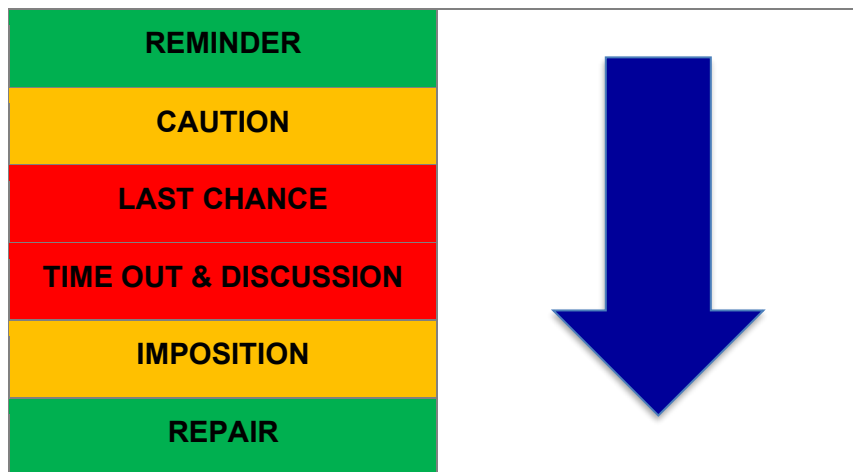 REMINDER
CAUTION
LAST CHANCE
TIME OUT & DISCUSSION
IMPOSITION
REPAIR